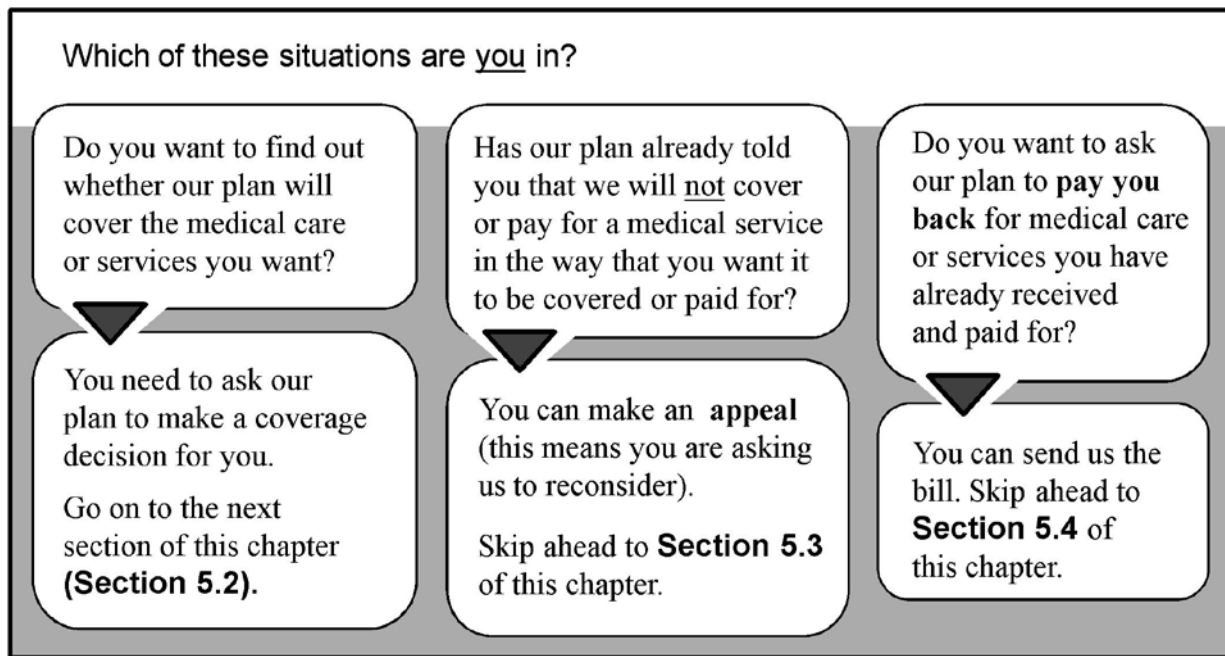 Which of these situations are you in?
Do you want to find out
whether our plan will
cover the medical care
or services you want?
You need to ask our
plan to make a coverage
decision for you.
Go on to the next
section of this chapter
(Section 5.2).
Has our plan already told
you that we will not cover
or pay for a medical service
in the way that you want it
to be covered or paid for?
You can make an appeal
(this means you are asking
us to reconsider).
Skip ahead to Section 5.3
of this chapter.
Do you want to ask
our plan to pay you
back for medical care
or services you have
already received
and paid for?
You can send us the
bill. Skip ahead to
Section 5.4 of
this chapter.